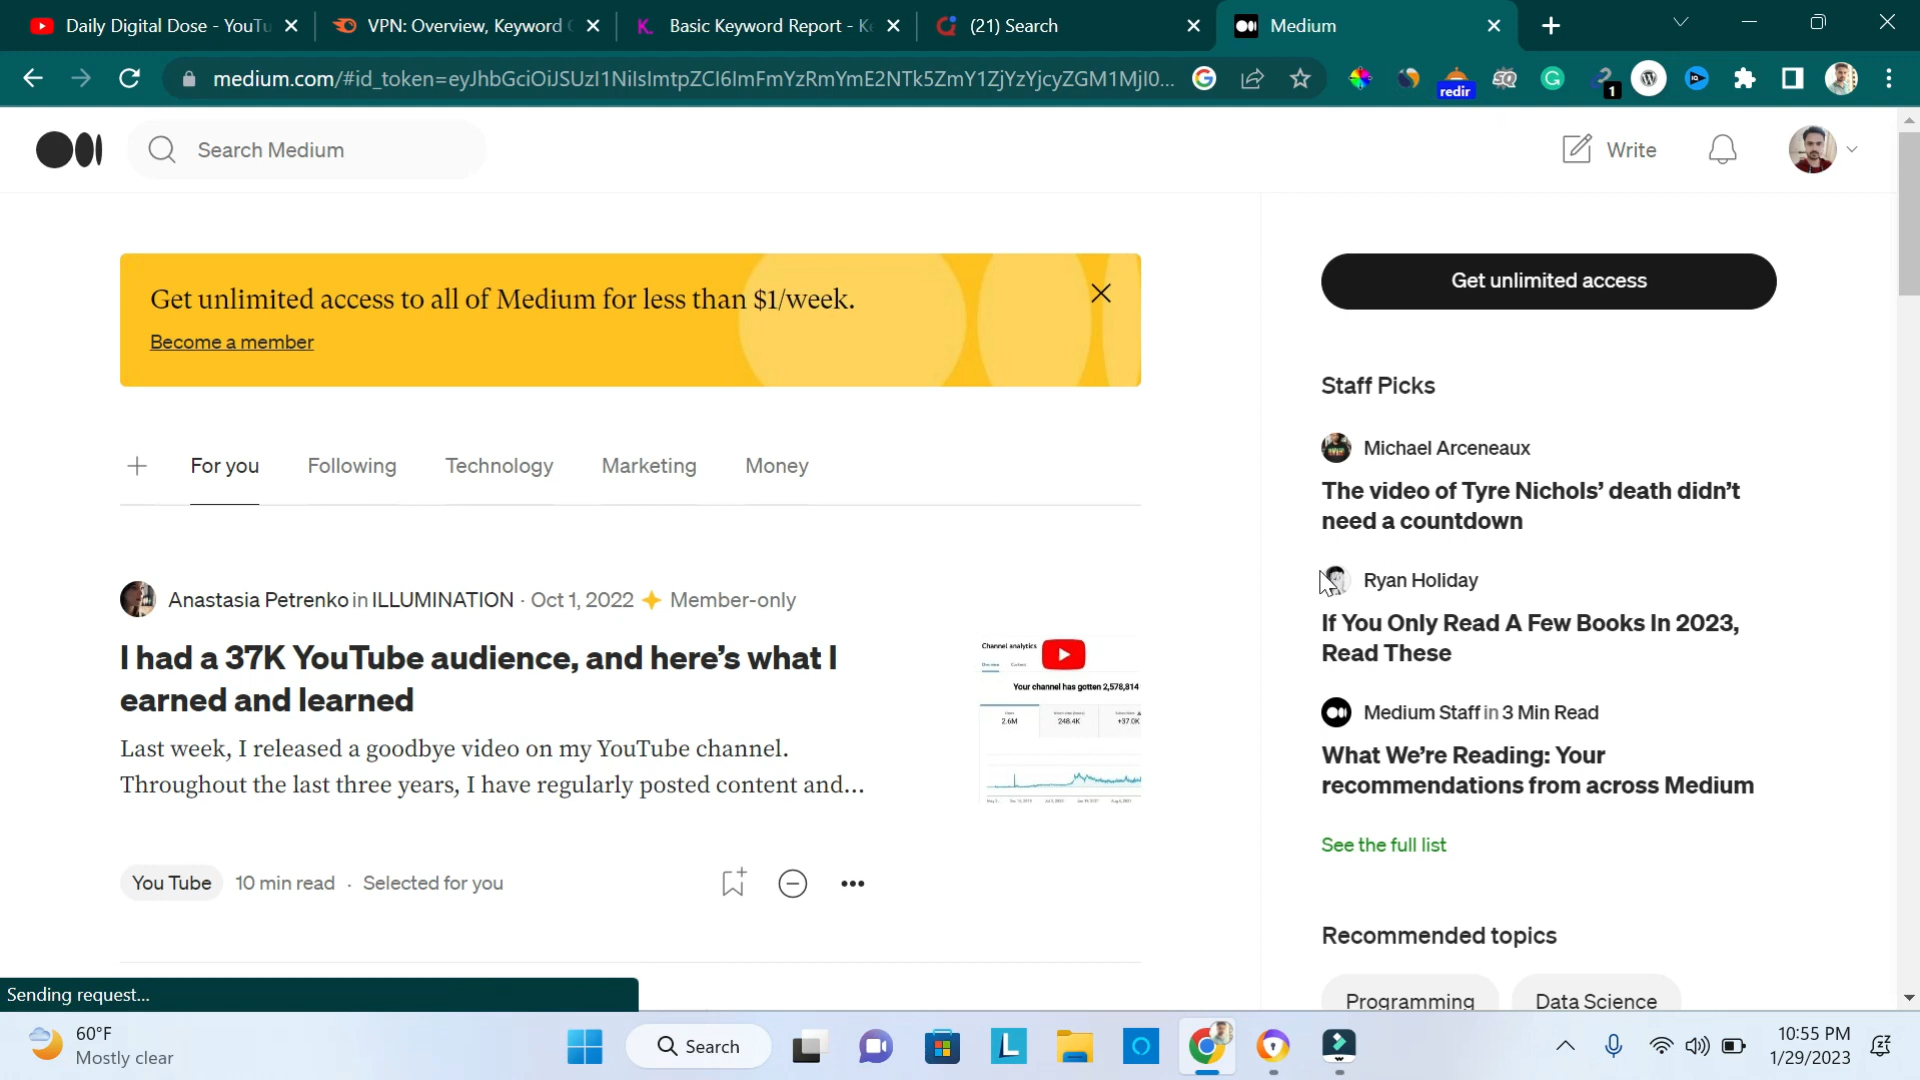 Daily Digital Dose - YouTu
VPN: Overview, Keyword
Basic Keyword Report - Ke
(21) Search
Medium
medium.com/#id_token=eyJhbGciOiJSUzI1NiIsImtpZCI6ImFmYzRmYmE2NTk5ZmY1ZjYzYjcyZGM1MjI0...
redir
1
Search Medium
Write
Get unlimited access to all of Medium for less than $1/week.
Become a member
Get unlimited access
Staff Picks
Michael Arceneaux
The video of Tyre Nichols’ death didn’t
need a countdown
Ryan Holiday
If You Only Read A Few Books In 2023,
Read These
Medium Staff in 3 Min Read
What We’re Reading: Your
recommendations from across Medium
See the full list
Recommended topics
Programming
Data Science
For you
Following
Technology
Marketing
Money
Anastasia Petrenko in ILLUMINATION · Oct 1, 2022 Member-only
I had a 37K YouTube audience, and here’s what I
earned and learned
Last week, I released a goodbye video on my YouTube channel.
Throughout the last three years, I have regularly posted content and...
Channel analytics
Your channel has gotten 2,578,814
2.6M
248.4K
+37.0K
You Tube
10 min read · Selected for you
Sending request...
60°F
Mostly clear
Search
10:55 PM
1/29/2023